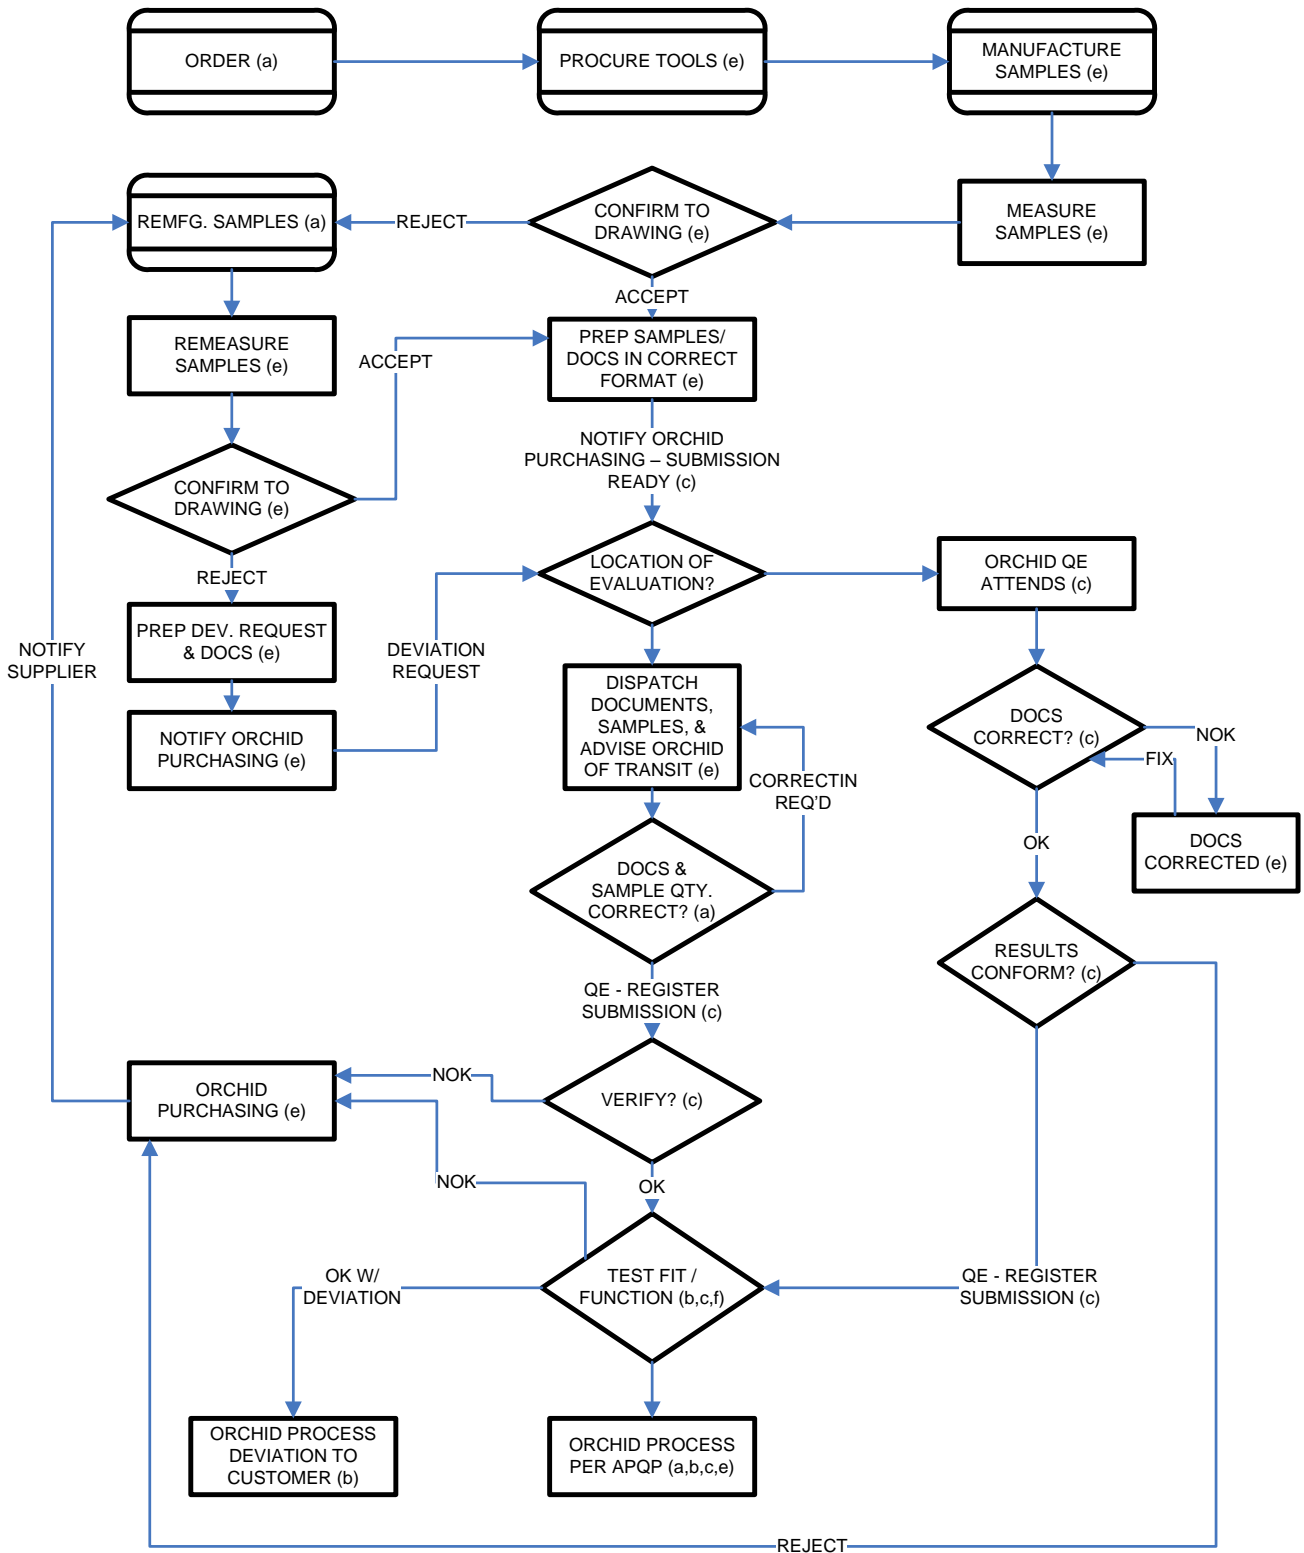 ORDER (a)
PROCURE TOOLS (e)
MANUFACTURE
SAMPLES (e)
REMFG. SAMPLES (a)
REJECT
CONFIRM TO
DRAWING (e)
MEASURE
SAMPLES (e)
ACCEPT
REMEASURE
SAMPLES (e)
ACCEPT
PREP SAMPLES/
DOCS IN CORRECT
FORMAT (e)
NOTIFY ORCHID
PURCHASING – SUBMISSION
READY (c)
CONFIRM TO
DRAWING (e)
REJECT
LOCATION OF
EVALUATION?
ORCHID QE
ATTENDS (c)
PREP DEV. REQUEST
& DOCS (e)
NOTIFY
SUPPLIER
DEVIATION
REQUEST
DISPATCH
DOCUMENTS,
SAMPLES, &
ADVISE ORCHID
OF TRANSIT (e)
NOTIFY ORCHID
PURCHASING (e)
DOCS
CORRECT? (c)
NOK
FIX
CORRECTIN
REQ'D
OK
DOCS
CORRECTED (e)
DOCS &
SAMPLE QTY.
CORRECT? (a)
RESULTS
CONFORM? (c)
QE - REGISTER
SUBMISSION (c)
ORCHID
PURCHASING (e)
NOK
VERIFY? (c)
NOK
OK
OK W/
DEVIATION
TEST FIT /
FUNCTION (b,c,f)
QE - REGISTER
SUBMISSION (c)
ORCHID PROCESS
DEVIATION TO
CUSTOMER (b)
ORCHID PROCESS
PER APQP (a,b,c,e)
REJECT